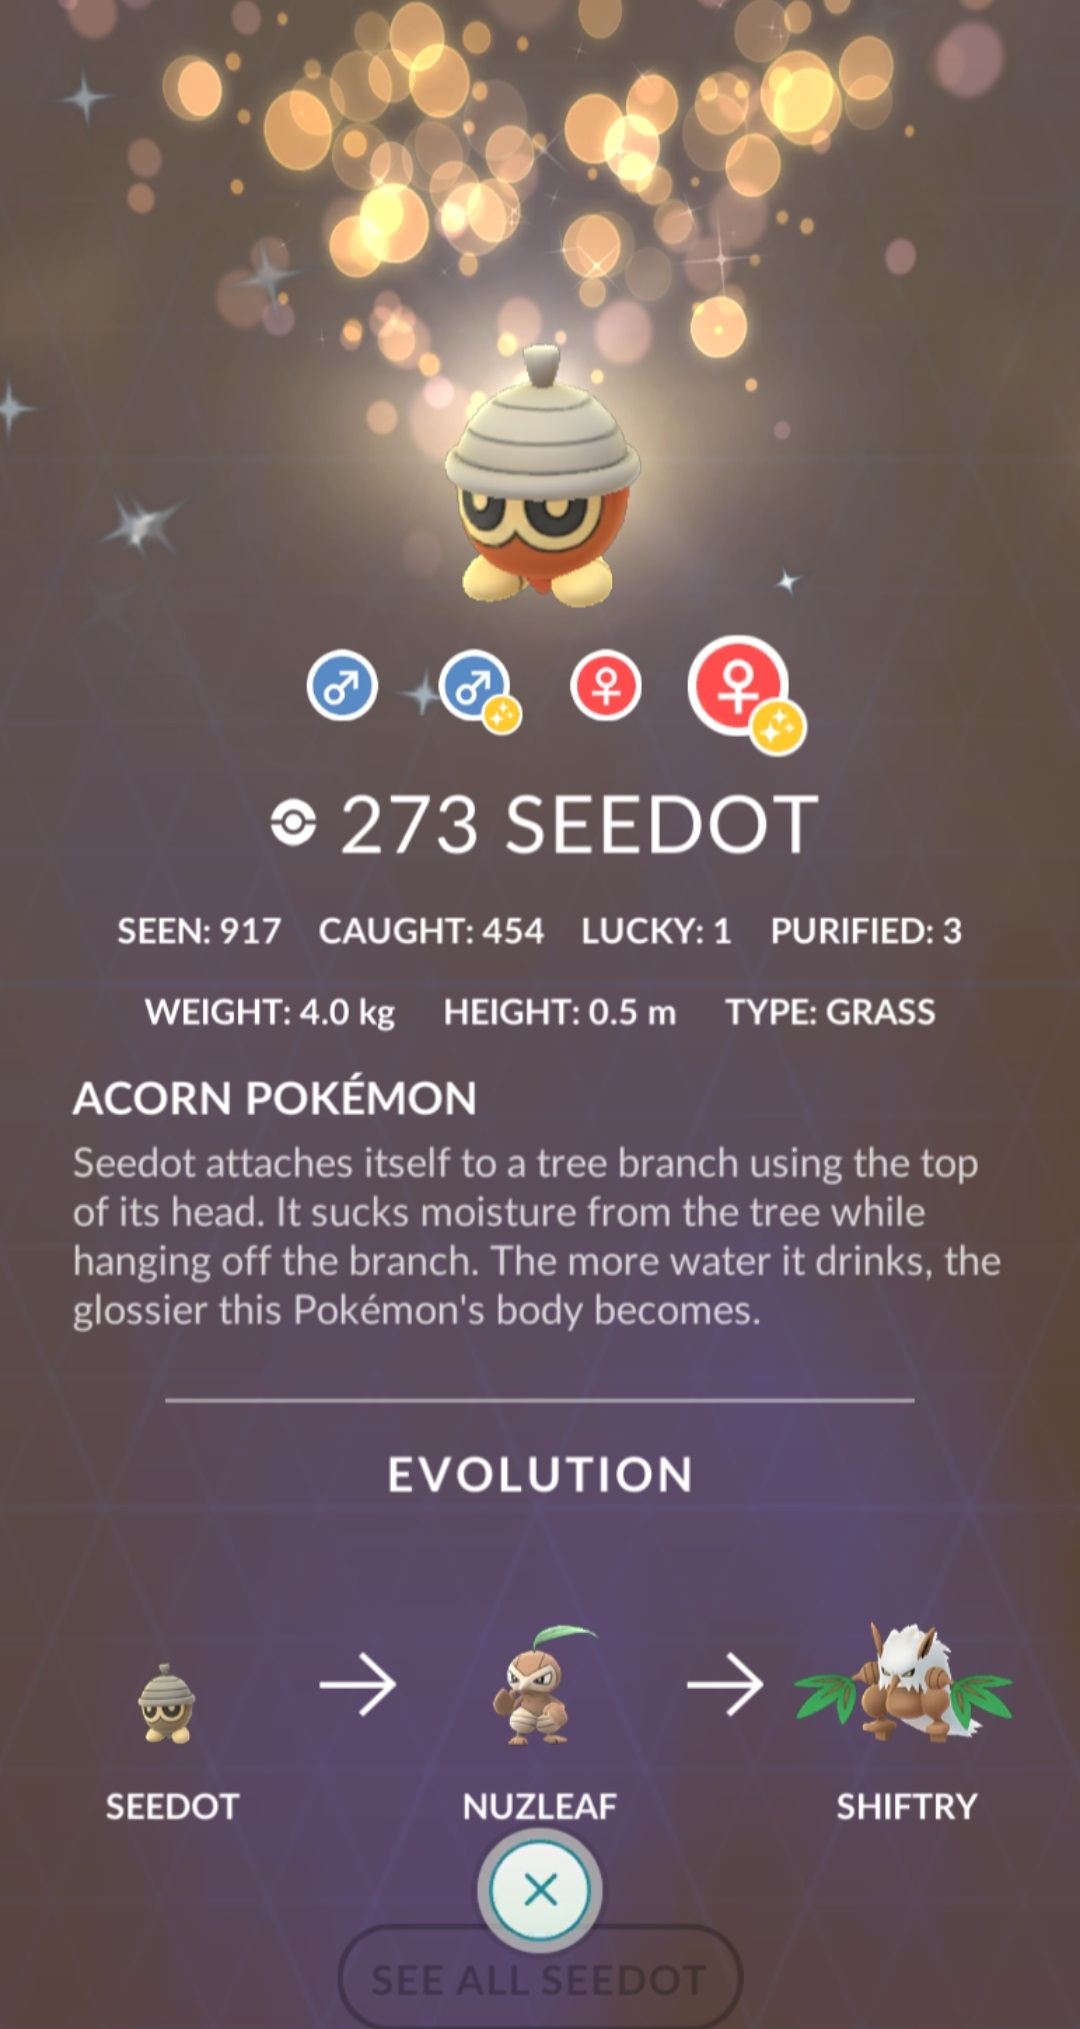 273 SEEDOT
SEEN: 917 CAUGHT: 454 LUCKY: 1 PURIFIED: 3
WEIGHT: 4.0 kg HEIGHT: 0.5 m TYPE: GRASS
ACORN POKÉMON
Seedot attaches itself to a tree branch using the top
of its head. It sucks moisture from the tree while
hanging off the branch. The more water it drinks, the
glossier this Pokémon's body becomes.
EVOLUTION
SEEDOT NUZLEAF SHIFTRY
SEE ALL SEEDOT